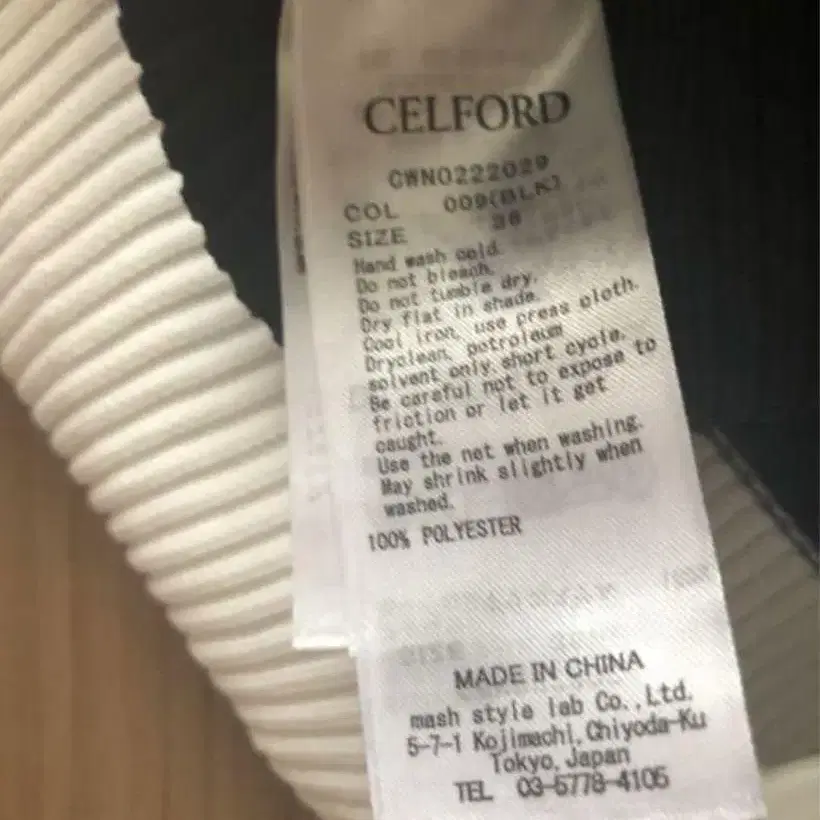 CELFORD
CWNO222029
COL 009(BLK)
SIZE 36
Hand wash cold.
Do not bleach.
Do not tumble dry.
Dry flat in shade.
Cool iron, use press cloth.
Dryclean, petroleum
solvent only, short cycle.
Be careful not to expose to
friction or let it get
caught.
Use the net when washing.
May shrink slightly when
washed.
100% POLYESTER
MADE IN CHINA
mash style lab Co.,Ltd.
5-7-1 Kojimachi,Chiyoda-Ku
Tokyo,Japan
TEL 03-5778-4105